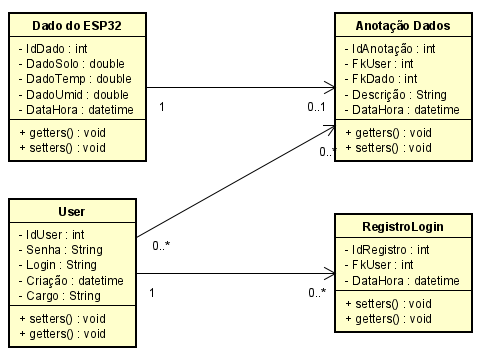 Dado do ESP32
- IdDado : int
- DadoSolo : double
- DadoTemp : double
- DadoUmid : double
- DataHora : datetime
+ getters() : void
+ setters() : void
Anotação Dados
- IdAnotação : int
- FkUser : int
- FkDado : int
- Descrição : String
- DataHora : datetime
+ getters() : void
+ setters() : void
1
0..1
0..*
0..*
User
- IdUser : int
- Senha : String
- Login : String
- Criação : datetime
- Cargo : String
+ setters() : void
+ getters() : void
1
0..*
RegistroLogin
- IdRegistro : int
- FkUser : int
- DataHora : datetime
+ setters() : void
+ getters() : void